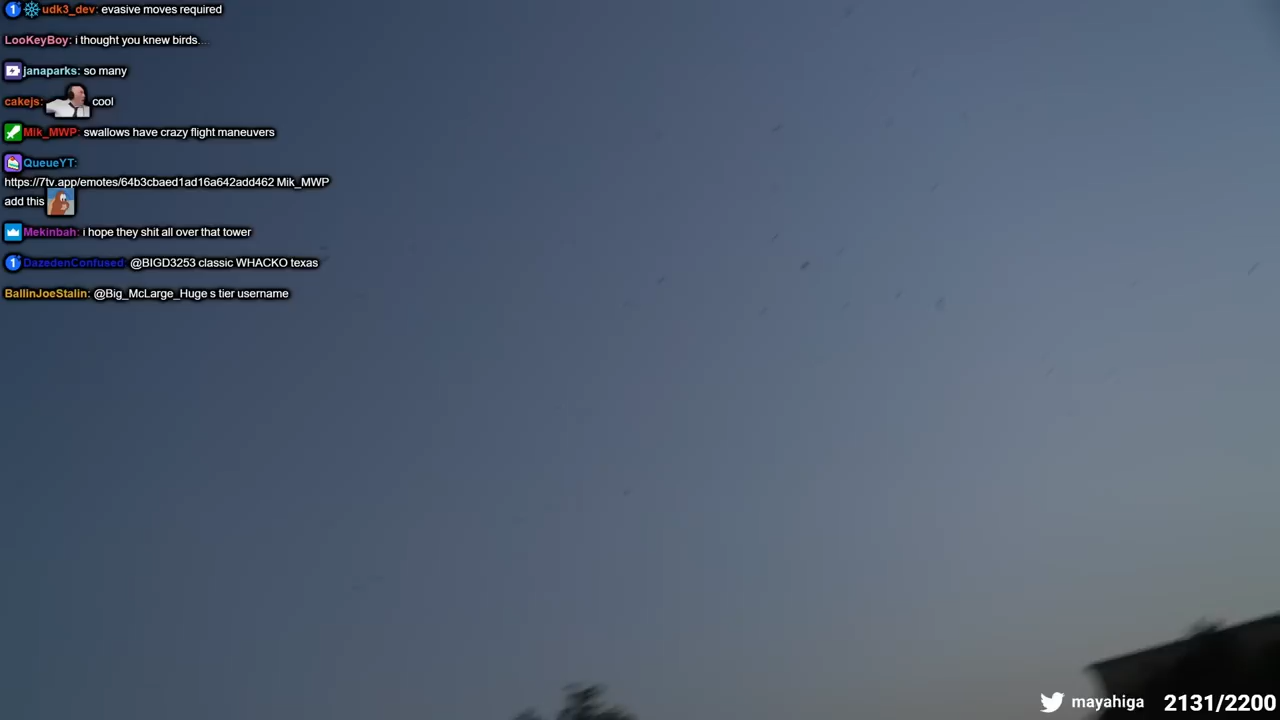 udk3_dev: evasive moves required
LooKeyBoy: i thought you knew birds...
janaparks: so many
cakejs: cool
Mik_MWP: swallows have crazy flight maneuvers
QueueYT:
https://7tv.app/emotes/64b3cbaed1ad16a642add462 Mik_MWP
add this
Mekinbah: i hope they shit all over that tower
DazedenConfused: @BIGD3253 classic WHACKO texas
BallinJoeStalin: @Big_McLarge_Huge s tier username
mayahiga 2131/2200